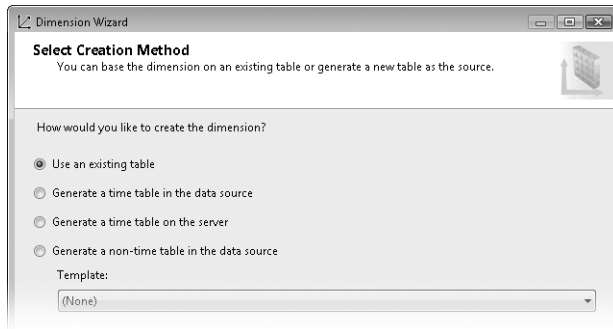 Dimension Wizard
Select Creation Method
You can base the dimension on an existing table or generate a new table as the source.
How would you like to create the dimension?
Use an existing table
Generate a time table in the data source
Generate a time table on the server
Generate a non-time table in the data source
Template:
(None)